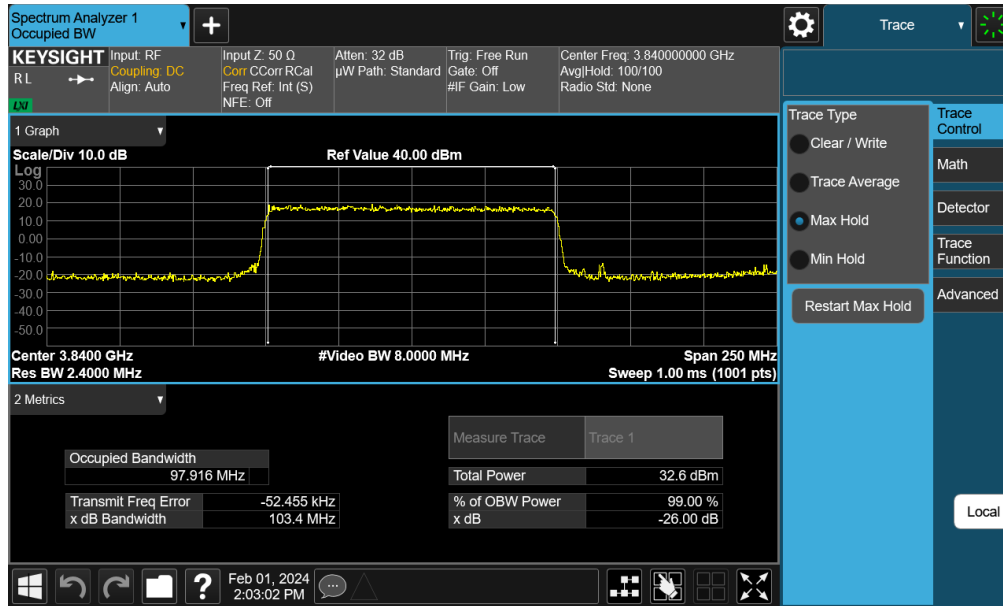 Spectrum Analyzer 1
Occupied BW
Trace
KEYSIGHT
R L
LXI
Input: RF
Coupling: DC
Align: Auto
Input Z: 50 Ω
Corr CCorr RCal
Freq Ref: Int (S)
NFE: Off
Atten: 32 dB
µW Path: Standard
Trig: Free Run
Gate: Off
#IF Gain: Low
Center Freq: 3.840000000 GHz
Avg|Hold: 100/100
Radio Std: None
1 Graph
Scale/Div 10.0 dB
Ref Value 40.00 dBm
Log
30.0
20.0
10.0
0.00
-10.0
-20.0
-30.0
-40.0
-50.0
Center 3.8400 GHz
#Video BW 8.0000 MHz
Span 250 MHz
Res BW 2.4000 MHz
Sweep 1.00 ms (1001 pts)
2 Metrics
Measure Trace
Trace 1
Occupied Bandwidth
97.916 MHz
Total Power
32.6 dBm
Transmit Freq Error
-52.455 kHz
% of OBW Power
99.00 %
x dB Bandwidth
103.4 MHz
x dB
-26.00 dB
Trace Type
Clear / Write
Trace Average
Max Hold
Min Hold
Restart Max Hold
Trace
Control
Math
Detector
Trace
Function
Advanced
Local
?
Feb 01, 2024
2:03:02 PM